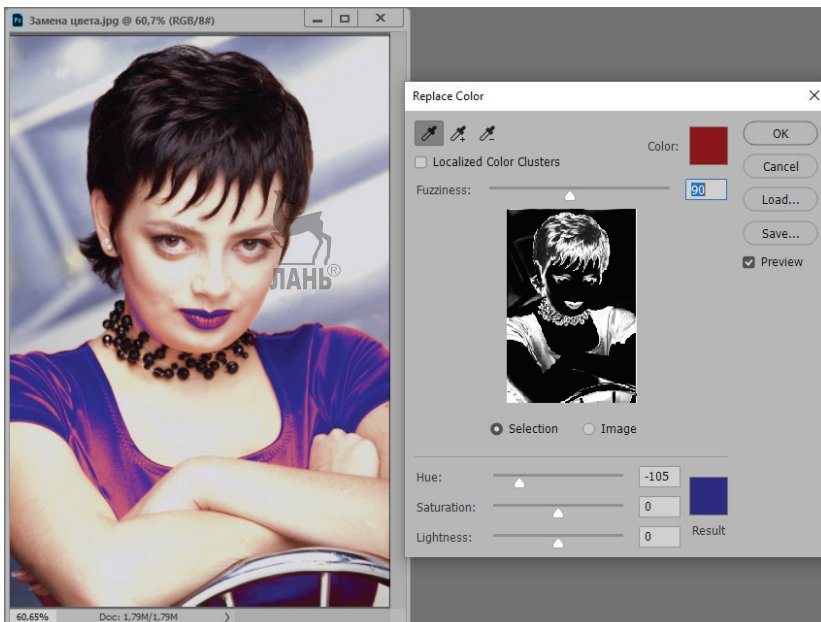 Замена цвета.jpg @ 60,7% (RGB/8#)
Replace Color
Color:
OK
Localized Color Clusters
Cancel
Fuzziness:
90
Load...
Save...
Preview
ЛАНЬ®
Selection
Image
Hue:
-105
Saturation:
0
Result
Lightness:
0
60,65%
Doc: 1,79M/1,79M